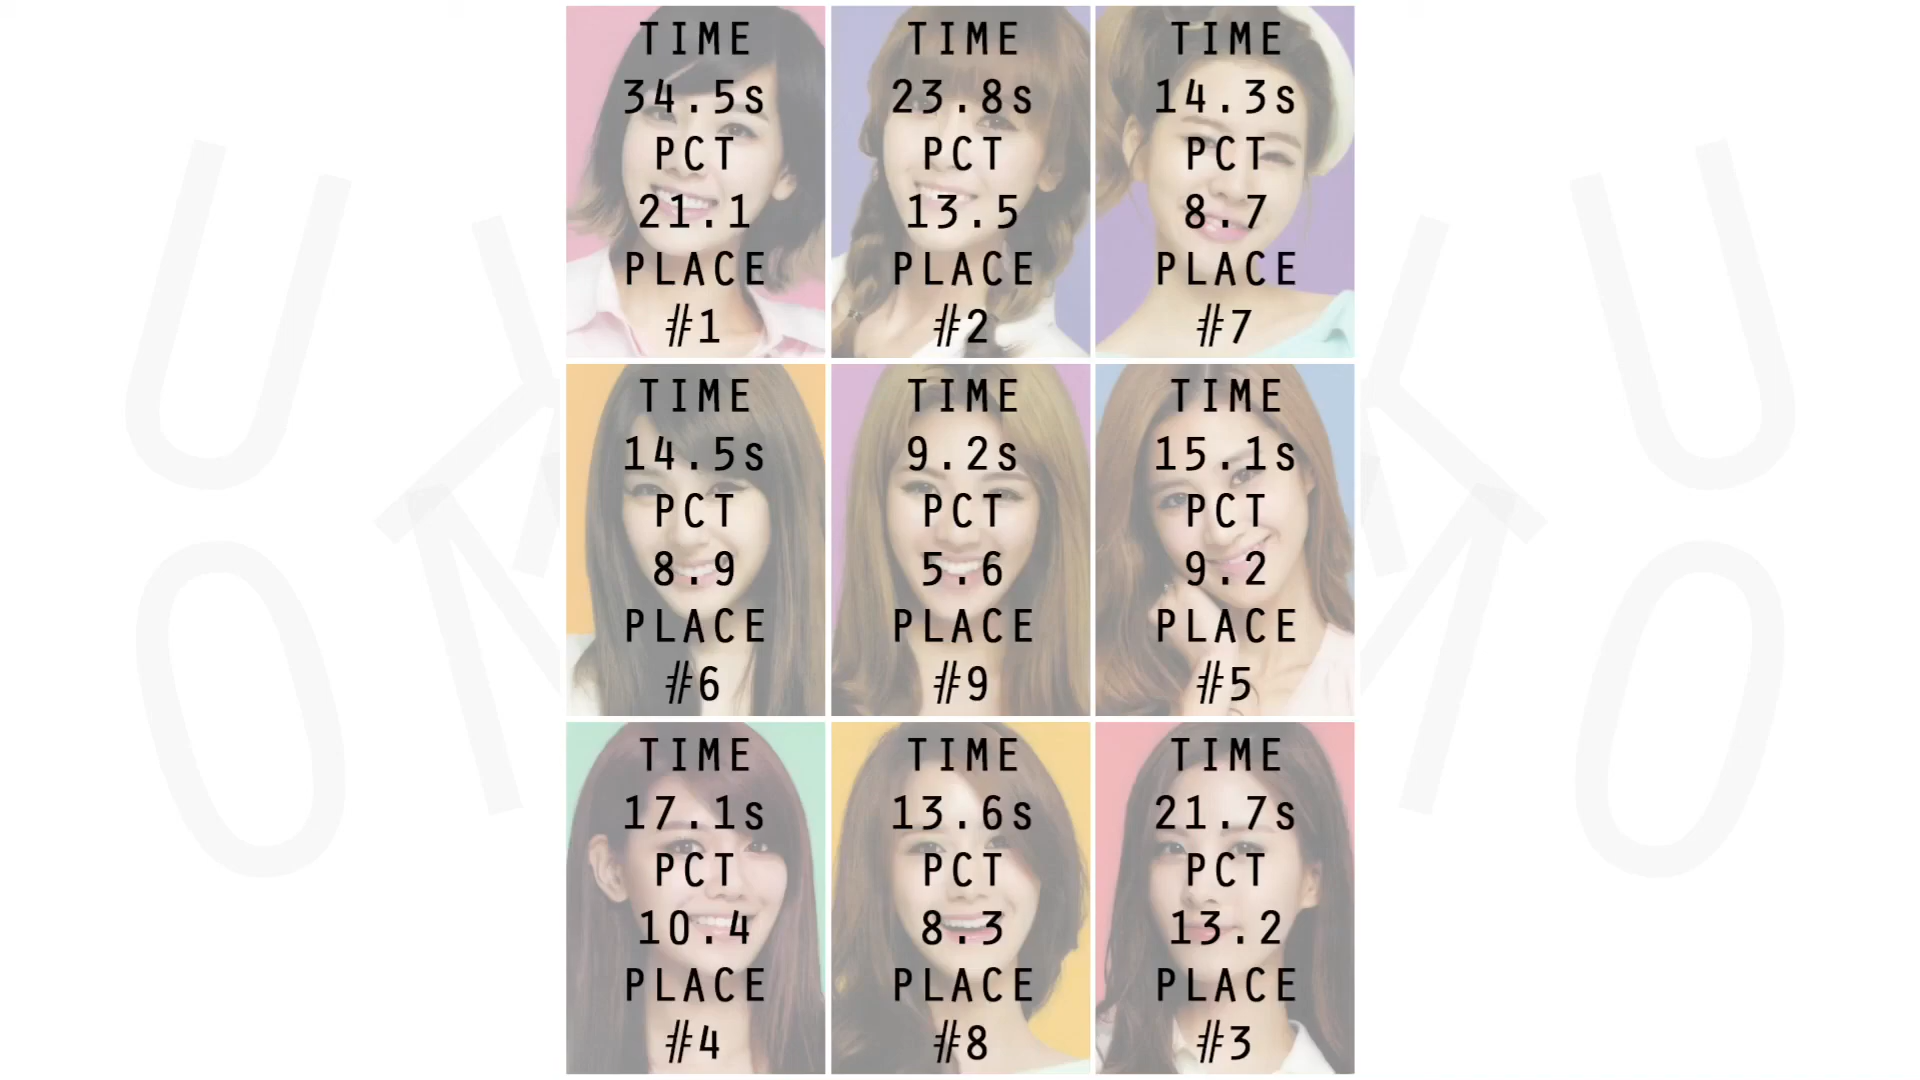 TIME
34.5s
PCT
21.1
PLACE
#1
TIME
23.8s
PCT
13.5
PLACE
#2
TIME
14.3s
PCT
8.7
PLACE
#7
TIME
14.5s
PCT
8.9
PLACE
#6
TIME
9.2s
PCT
5.6
PLACE
#9
TIME
15.1s
PCT
9.2
PLACE
#5
TIME
17.1s
PCT
10.4
PLACE
#4
TIME
13.6s
PCT
8.3
PLACE
#8
TIME
21.7s
PCT
13.2
PLACE
#3